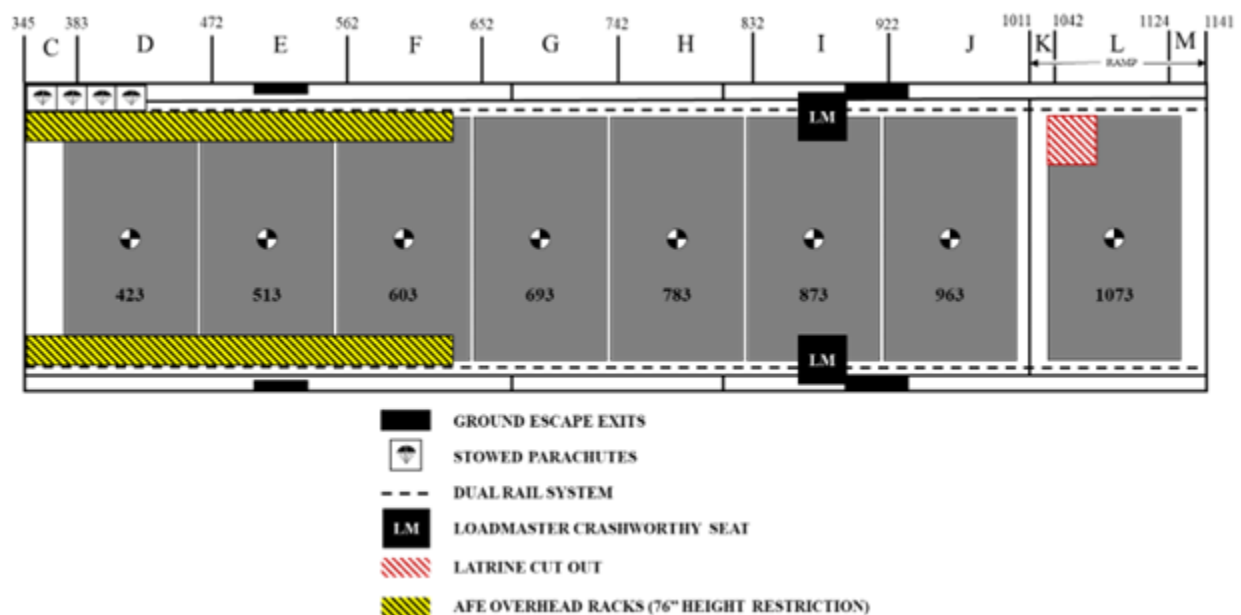 345 383 472 562 652 742 832 922 1011 1042 1124 1141
C D E F G H I J K L M
RAMP
LM
423 513 603 693 783 873 963 1073
LM
GROUND ESCAPE EXITS
STOWED PARACHUTES
DUAL RAIL SYSTEM
LM LOADMASTER CRASHWORTHY SEAT
LATRINE CUT OUT
AFE OVERHEAD RACKS (76” HEIGHT RESTRICTION)